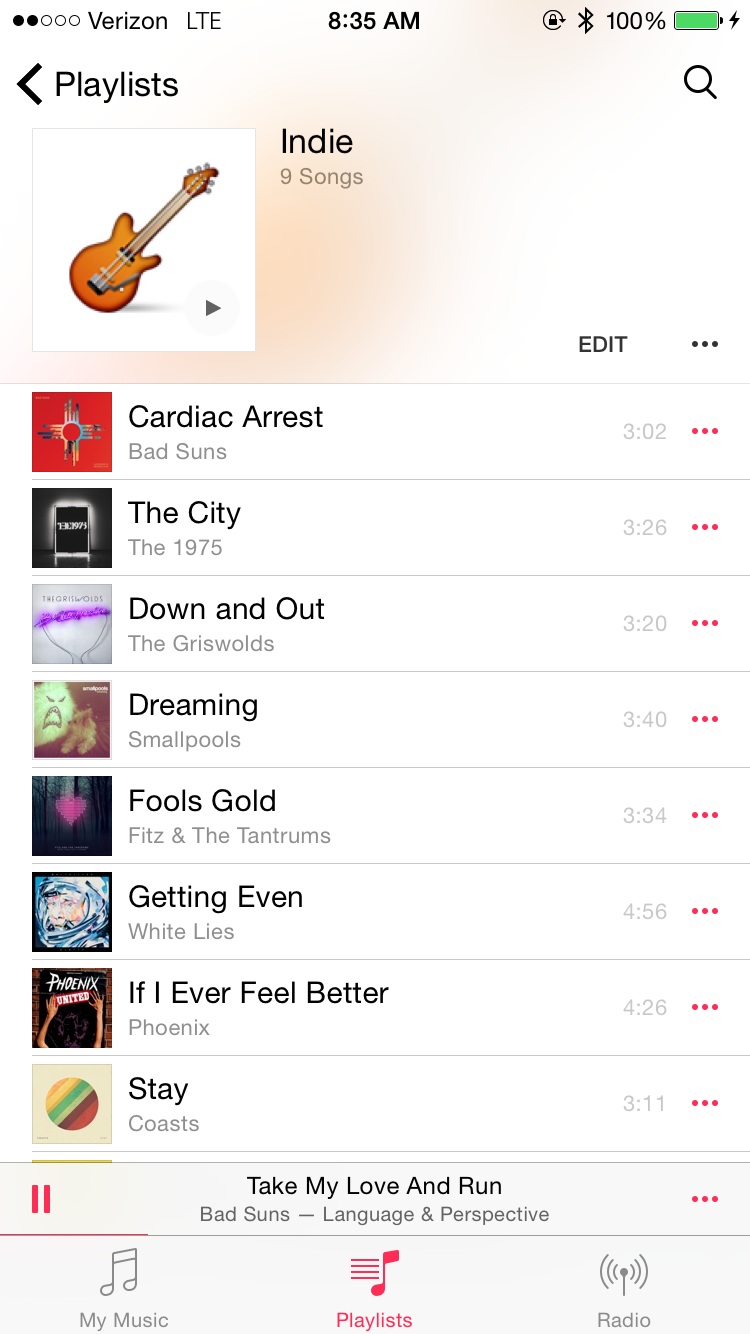 Verizon LTE 8:35 AM 100%
Playlists
Indie
9 Songs
EDIT
Cardiac Arrest
Bad Suns
3:02
THE 1975
The City
The 1975
3:26
THEGRISWOLDS
Down and Out
The Griswolds
3:20
smallpools
Dreaming
Smallpools
3:40
Fools Gold
Fitz & The Tantrums
3:34
Getting Even
White Lies
4:56
PHOENIX
UNITED
If I Ever Feel Better
Phoenix
4:26
Stay
Coasts
3:11
Take My Love And Run
Bad Suns — Language & Perspective
My Music
Playlists
Radio